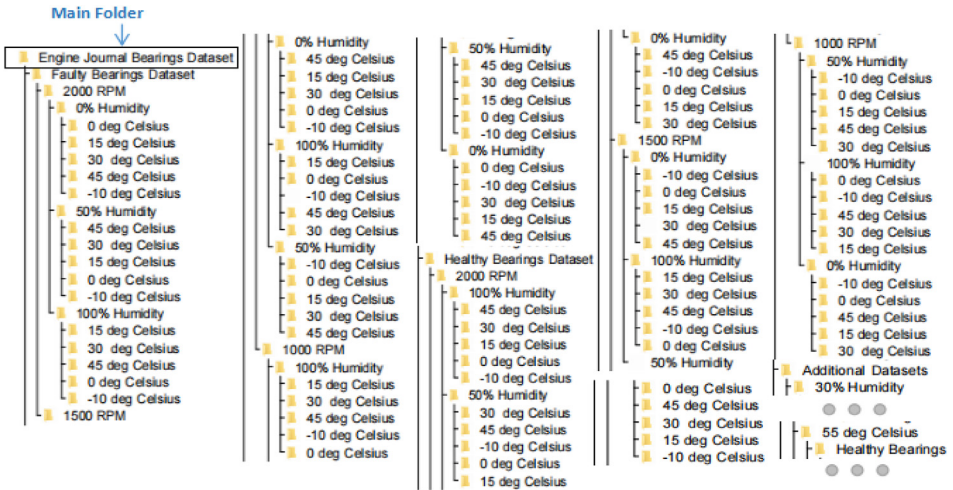 Main Folder
Engine Journal Bearings Dataset
Faulty Bearings Dataset
2000 RPM
0% Humidity
0 deg Celsius
15 deg Celsius
30 deg Celsius
45 deg Celsius
-10 deg Celsius
50% Humidity
45 deg Celsius
30 deg Celsius
15 deg Celsius
0 deg Celsius
-10 deg Celsius
100% Humidity
15 deg Celsius
30 deg Celsius
45 deg Celsius
0 deg Celsius
-10 deg Celsius
1500 RPM
0% Humidity
45 deg Celsius
15 deg Celsius
30 deg Celsius
0 deg Celsius
-10 deg Celsius
100% Humidity
15 deg Celsius
0 deg Celsius
-10 deg Celsius
45 deg Celsius
30 deg Celsius
50% Humidity
-10 deg Celsius
0 deg Celsius
15 deg Celsius
30 deg Celsius
45 deg Celsius
1000 RPM
100% Humidity
15 deg Celsius
30 deg Celsius
45 deg Celsius
-10 deg Celsius
0 deg Celsius
50% Humidity
45 deg Celsius
30 deg Celsius
15 deg Celsius
0 deg Celsius
-10 deg Celsius
0% Humidity
0 deg Celsius
-10 deg Celsius
30 deg Celsius
15 deg Celsius
45 deg Celsius
Healthy Bearings Dataset
2000 RPM
100% Humidity
45 deg Celsius
30 deg Celsius
15 deg Celsius
0 deg Celsius
-10 deg Celsius
50% Humidity
30 deg Celsius
45 deg Celsius
-10 deg Celsius
0 deg Celsius
15 deg Celsius
0% Humidity
45 deg Celsius
-10 deg Celsius
0 deg Celsius
15 deg Celsius
30 deg Celsius
1500 RPM
0% Humidity
-10 deg Celsius
0 deg Celsius
15 deg Celsius
30 deg Celsius
45 deg Celsius
100% Humidity
15 deg Celsius
30 deg Celsius
45 deg Celsius
-10 deg Celsius
0 deg Celsius
50% Humidity
0 deg Celsius
45 deg Celsius
30 deg Celsius
15 deg Celsius
-10 deg Celsius
1000 RPM
50% Humidity
-10 deg Celsius
0 deg Celsius
15 deg Celsius
45 deg Celsius
30 deg Celsius
100% Humidity
0 deg Celsius
-10 deg Celsius
45 deg Celsius
30 deg Celsius
15 deg Celsius
0% Humidity
-10 deg Celsius
0 deg Celsius
45 deg Celsius
15 deg Celsius
30 deg Celsius
Additional Datasets
30% Humidity
55 deg Celsius
Healthy Bearings